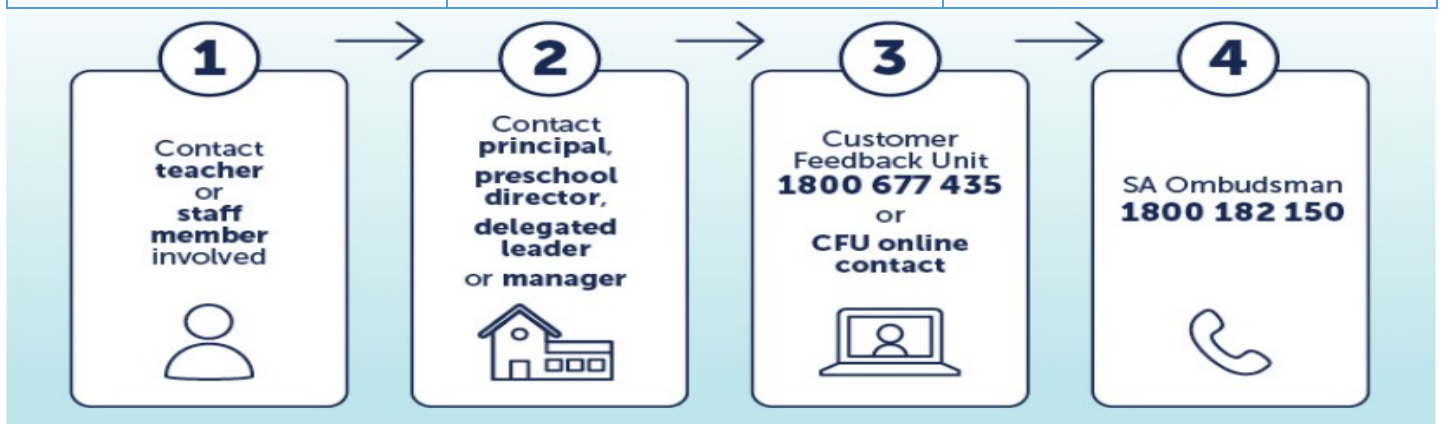 1
Contact
teacher
or
staff
member
involved
2
Contact
principal,
preschool
director,
delegated
leader
or manager
3
Customer
Feedback Unit
1800 677 435
or
CFU online
contact
4
SA Ombudsman
1800 182 150